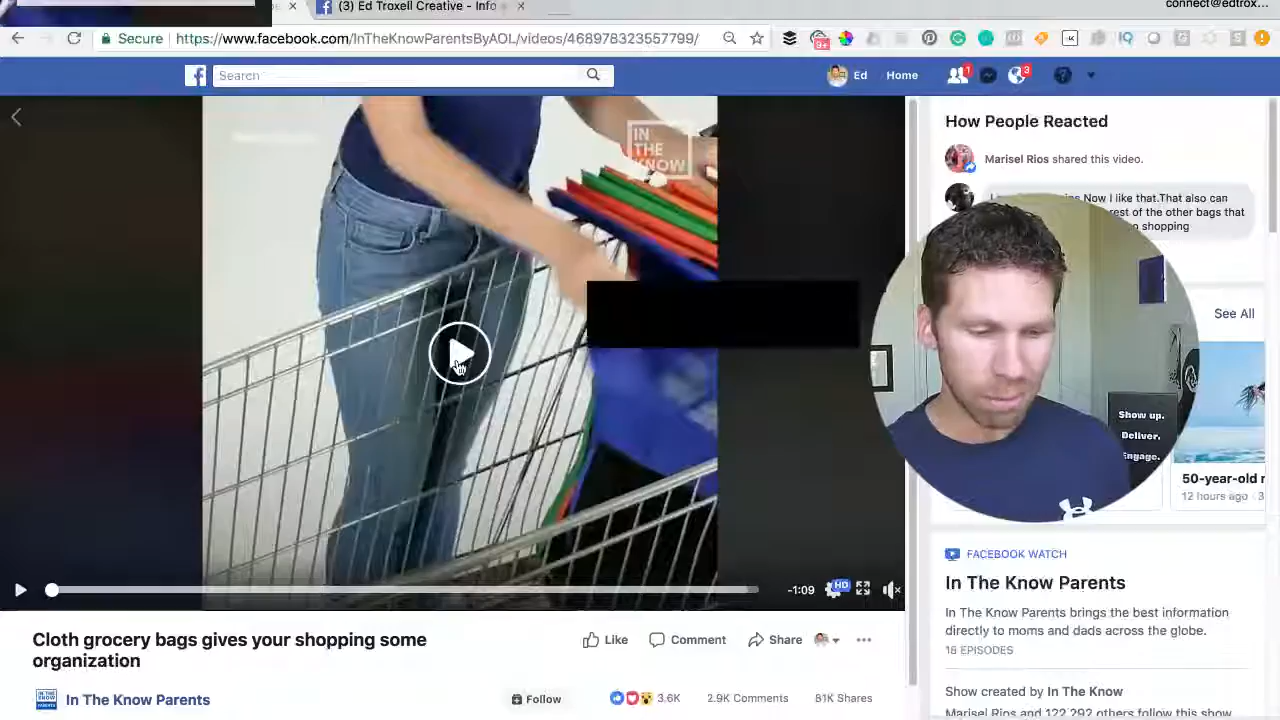 (3) Ed Troxell Creative - Info
connect@edtrox...
Secure
https://www.facebook.com/InTheKnowParentsByAOL/videos/468978323557799/
9+
Search
Ed
Home
1
3
IN
THE
KNOW
How People Reacted
Marisel Rios shared this video.
Now I like that.That also can
rest of the other bags that
shopping
See All
Show up.
Deliver.
Engage.
50-year-old
12 hours ago
-1:09
HD
FACEBOOK WATCH
In The Know Parents
In The Know Parents brings the best information
directly to moms and dads across the globe.
18 EPISODES
Show created by In The Know
Marisel Rios and 122,292 others follow this show
Cloth grocery bags gives your shopping some
organization
Like
Comment
Share
In The Know Parents
Follow
3.6K
2.9K Comments
81K Shares